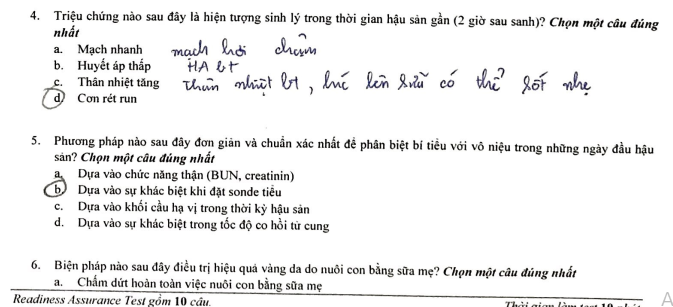 4. Triệu chứng nào sau đây là hiện tượng sinh lý trong thời gian hậu sản gần (2 giờ sau sanh)? Chọn một câu đúng
nhất
a. Mạch nhanh mạch hơi chậm
b. Huyết áp thấp HA bt
c. Thân nhiệt tăng Thân nhiệt bt, lúc lên sữa có thể sốt nhẹ
d. Cơn rét run
5. Phương pháp nào sau đây đơn giản và chuẩn xác nhất để phân biệt bí tiểu với vô niệu trong những ngày đầu hậu
sản? Chọn một câu đúng nhất
a. Dựa vào chức năng thận (BUN, creatinin)
b. Dựa vào sự khác biệt khi đặt sonde tiểu
c. Dựa vào khối cầu hạ vị trong thời kỳ hậu sản
d. Dựa vào sự khác biệt trong tốc độ co hồi tử cung
6. Biện pháp nào sau đây điều trị hiệu quả vàng da do nuôi con bằng sữa mẹ? Chọn một câu đúng nhất
a. Chấm dứt hoàn toàn việc nuôi con bằng sữa mẹ
Readiness Assurance Test gồm 10 câu.